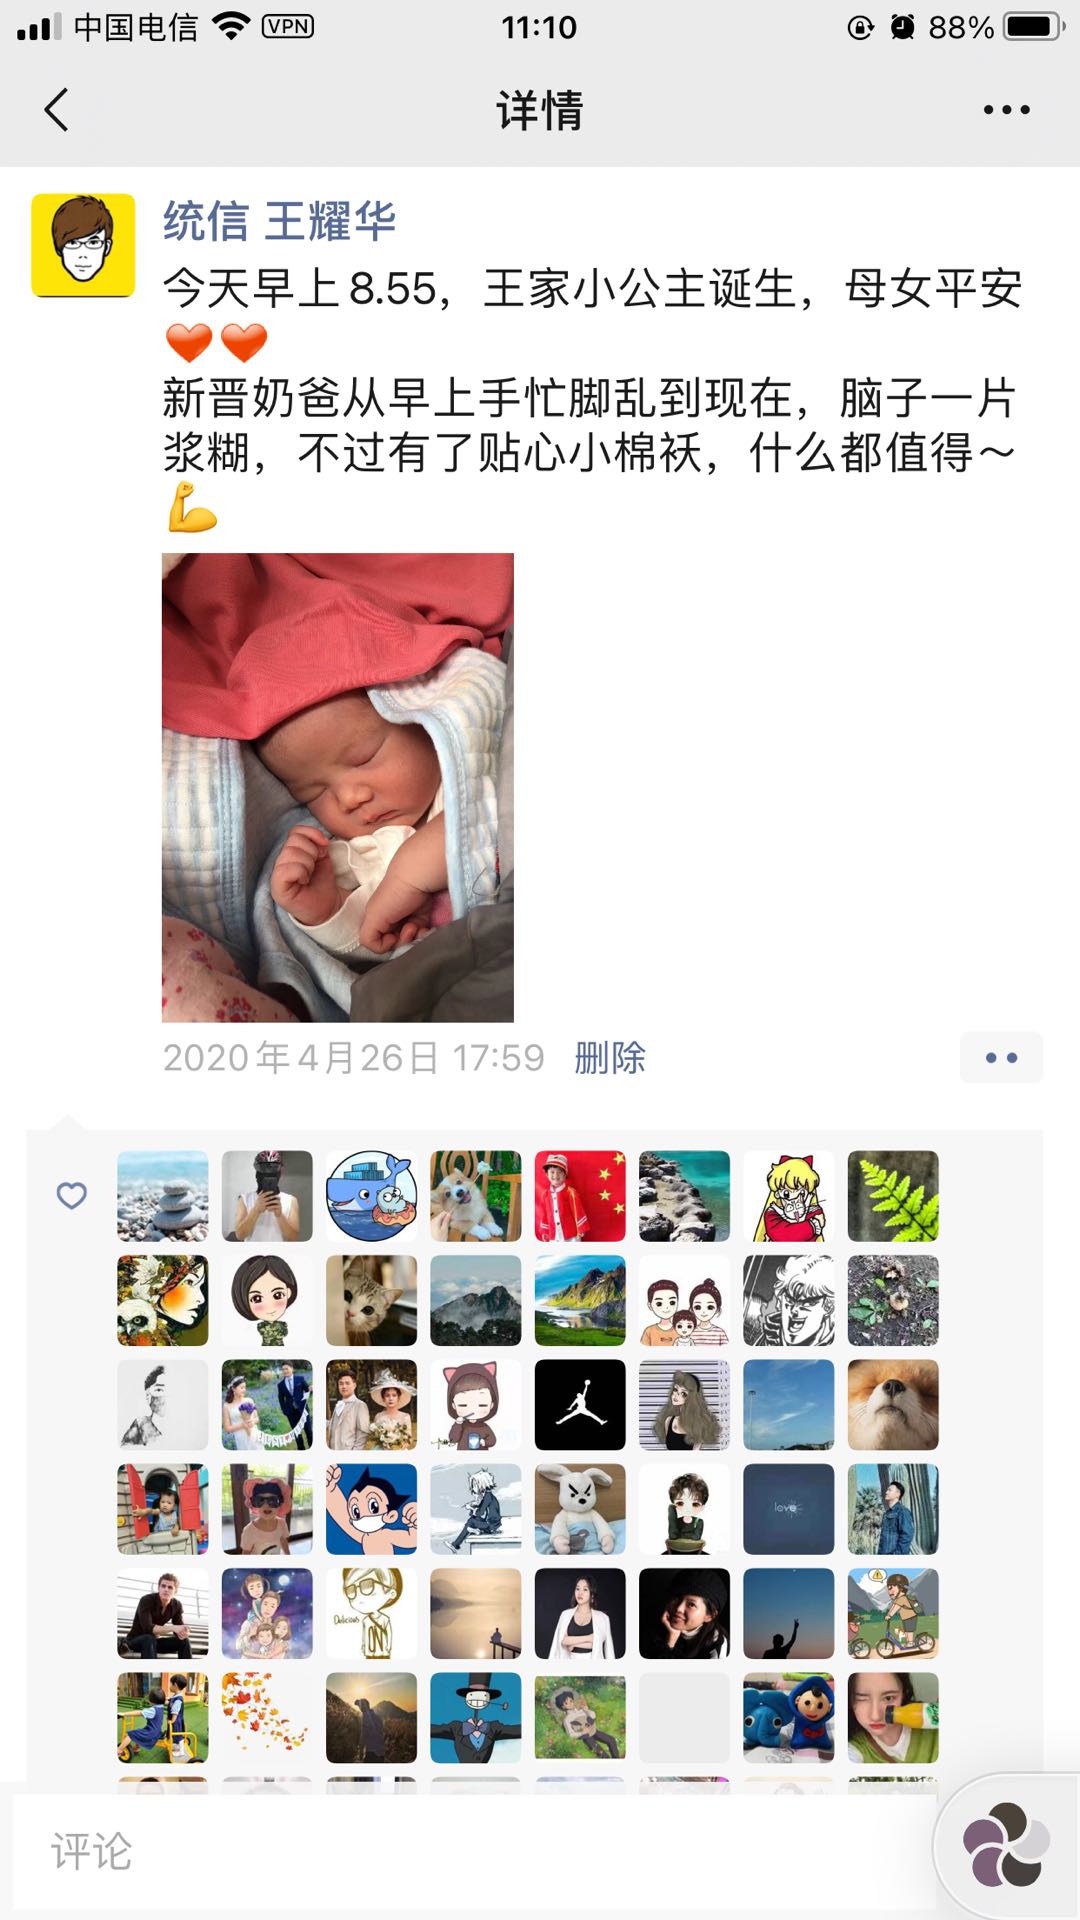 中国电信 VPN 11:10 88%
详情
统信 王耀华
今天早上8.55，王家小公主诞生，母女平安
❤️❤️
新晋奶爸从早上手忙脚乱到现在，脑子一片
浆糊，不过有了贴心小棉袄，什么都值得～
💪
2020年4月26日 17:59 删除
love
Delicious
评论